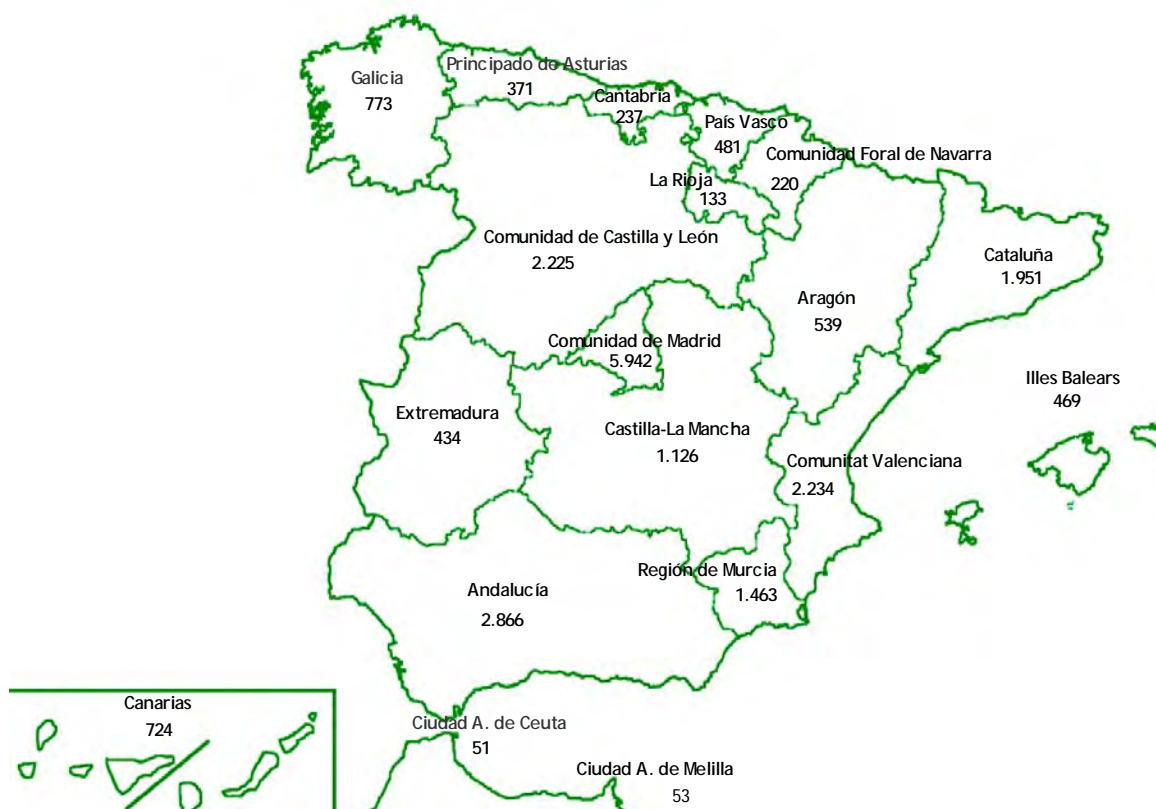 Principado de Asturias
371
Galicia
773
Cantabria
237
País Vasco
481
Comunidad Foral de Navarra
220
La Rioja
133
Comunidad de Castilla y León
2.225
Cataluña
1.951
Aragón
539
Comunidad de Madrid
5.942
Illes Balears
469
Extremadura
434
Castilla-La Mancha
1.126
Comunitat Valenciana
2.234
Región de Murcia
1.463
Andalucía
2.866
Canarias
724
Ciudad A. de Ceuta
51
Ciudad A. de Melilla
53